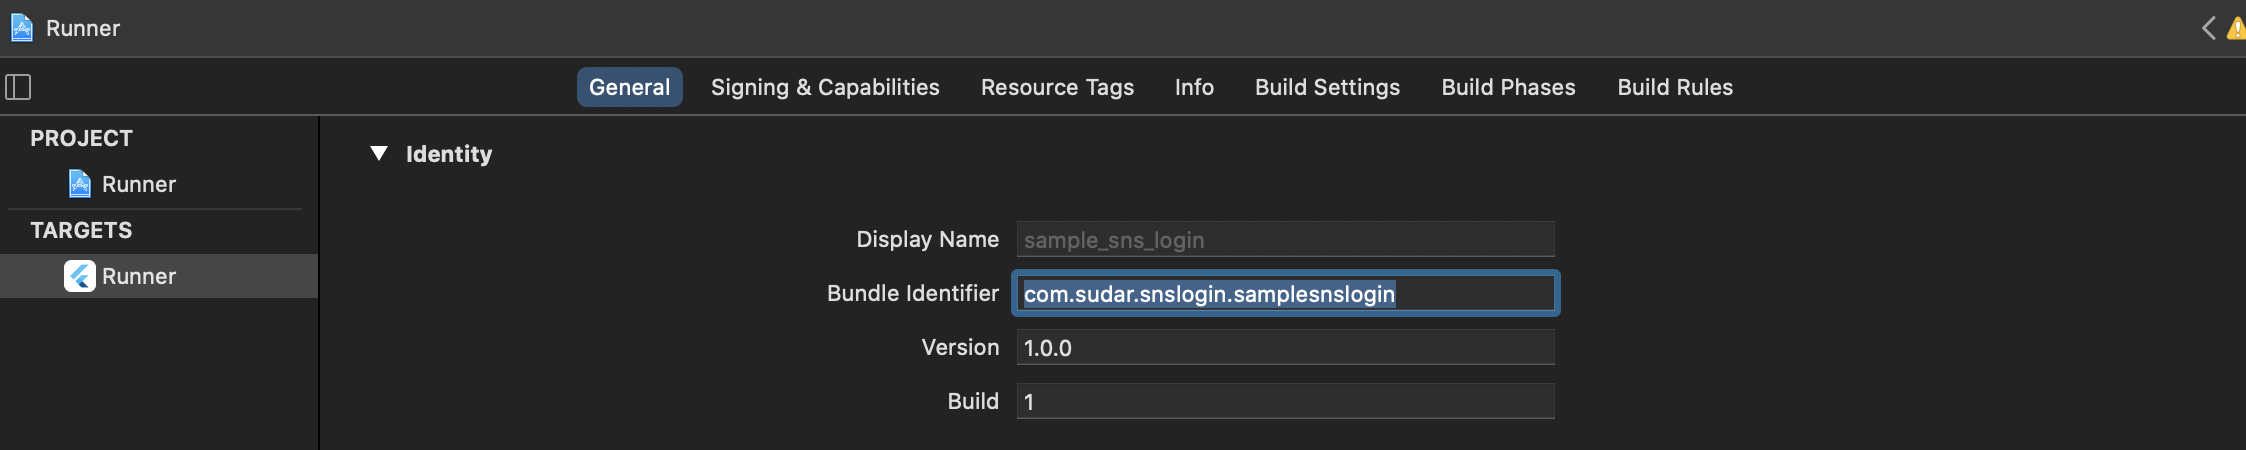 Runner
General Signing & Capabilities Resource Tags Info Build Settings Build Phases Build Rules
PROJECT
Runner
TARGETS
Runner
Identity
Display Name sample_sns_login
Bundle Identifier com.sudar.snslogin.samplesnslogin
Version 1.0.0
Build 1